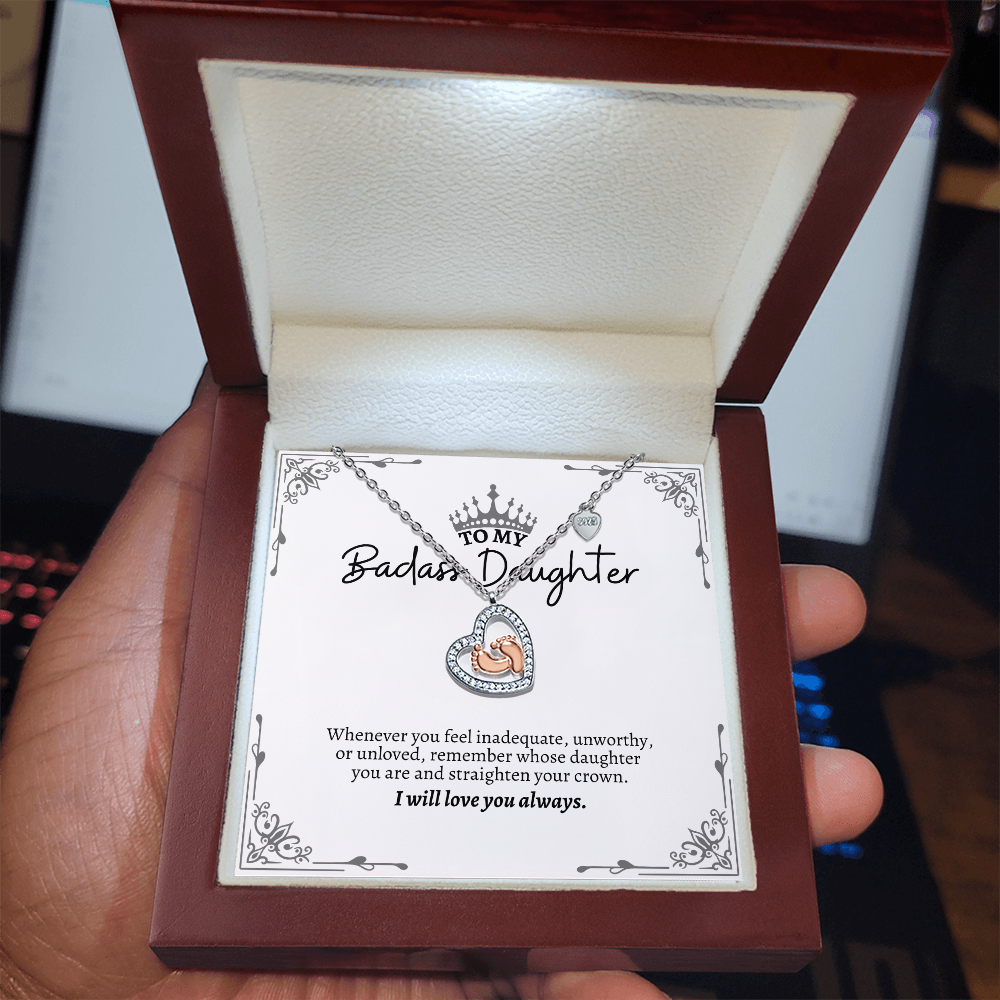 TO MY
Badass Daughter
Whenever you feel inadequate, unworthy,
or unloved, remember whose daughter
you are and straighten your crown.
I will love you always.